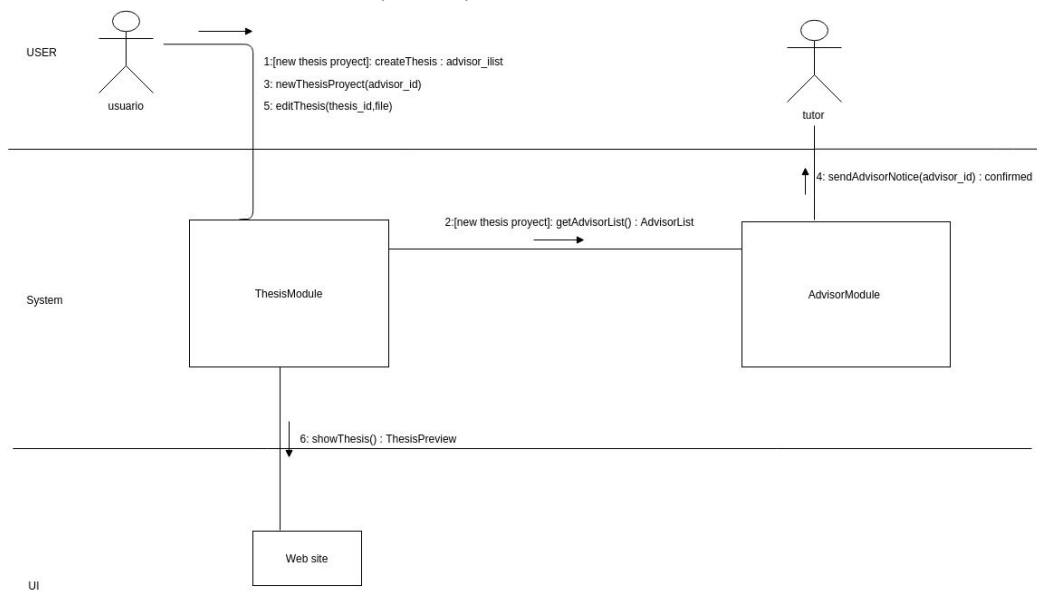 USER
usuario
1:[new thesis proyect]: createThesis : advisor_ilist
3: newThesisProyect(advisor_id)
5: editThesis(thesis_id,file)
tutor
4: sendAdvisorNotice(advisor_id) : confirmed
2:[new thesis proyect]: getAdvisorList() : AdvisorList
System
ThesisModule
AdvisorModule
6: showThesis() : ThesisPreview
Web site
UI